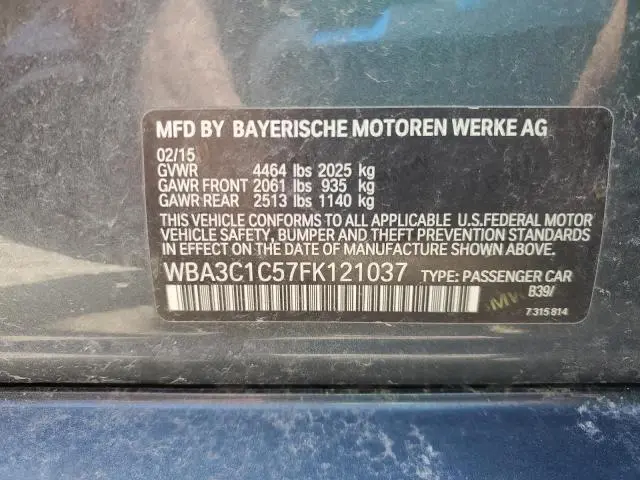 MFD BY BAYERISCHE MOTOREN WERKE AG
02/15
GVWR 4464 lbs 2025 kg
GAWR FRONT 2061 lbs 935 kg
GAWR REAR 2513 lbs 1140 kg
THIS VEHICLE CONFORMS TO ALL APPLICABLE U.S.FEDERAL MOTOR
VEHICLE SAFETY, BUMPER AND THEFT PREVENTION STANDARDS
IN EFFECT ON THE DATE OF MANUFACTURE SHOWN ABOVE.
WBA3C1C57FK121037 TYPE: PASSENGER CAR
B39/
7315814